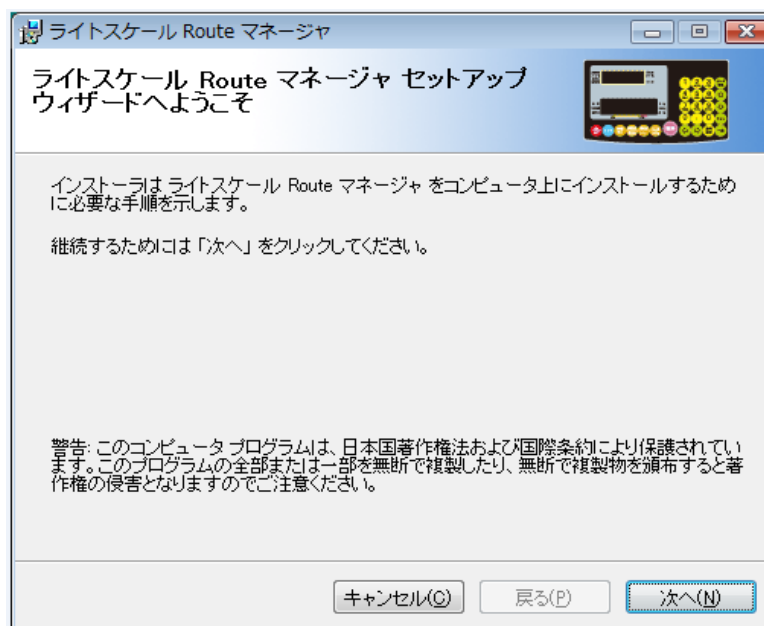 ライトスケール Route マネージャ
ライトスケール Route マネージャ セットアップ
ウィザードへようこそ
インストーラは ライトスケール Route マネージャ をコンピュータ上にインストールするため
に必要な手順を示します。
継続するためには「次へ」をクリックしてください。
警告: このコンピュータ プログラムは、日本国著作権法および国際条約により保護されてい
ます。このプログラムの全部または一部を無断で複製したり、無断で複製物を頒布すると著
作権の侵害となりますのでご注意ください。
キャンセル(C)
戻る(P)
次へ(N)